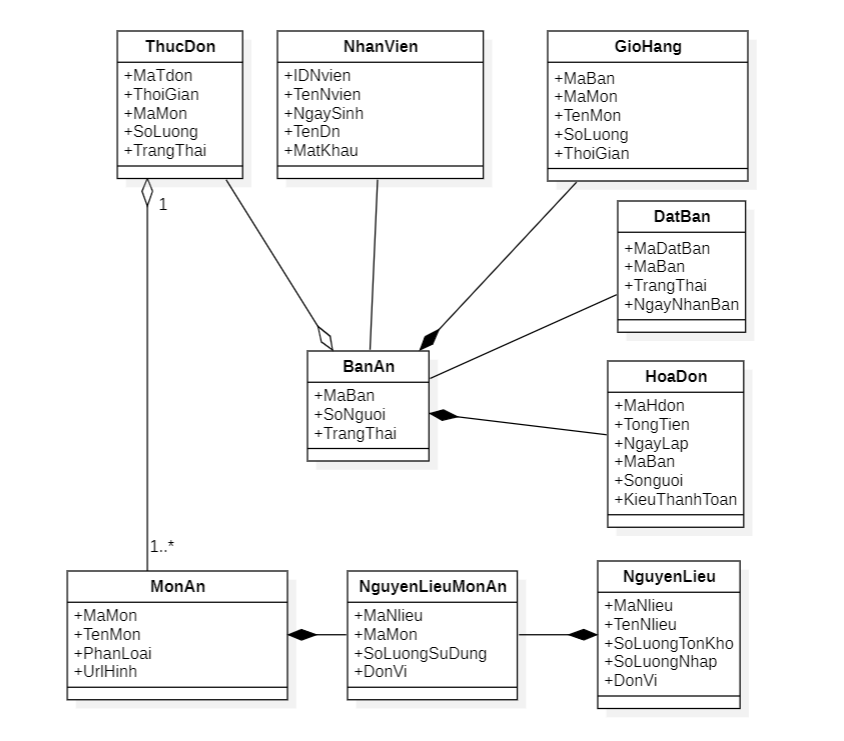 ThucDon
+MaTdon
+ThoiGian
+MaMon
+SoLuong
+TrangThai
NhanVien
+IDNvien
+TenNvien
+NgaySinh
+TenDn
+MatKhau
GioHang
+MaBan
+MaMon
+TenMon
+SoLuong
+ThoiGian
1
DatBan
+MaDatBan
+MaBan
+TrangThai
+NgayNhanBan
BanAn
+MaBan
+SoNguoi
+TrangThai
HoaDon
+MaHdon
+TongTien
+NgayLap
+MaBan
+Songuoi
+KieuThanhToan
1..*
MonAn
+MaMon
+TenMon
+PhanLoai
+UrlHinh
NguyenLieuMonAn
+MaNlieu
+MaMon
+SoLuongSuDung
+DonVi
NguyenLieu
+MaNlieu
+TenNlieu
+SoLuongTonKho
+SoLuongNhap
+DonVi